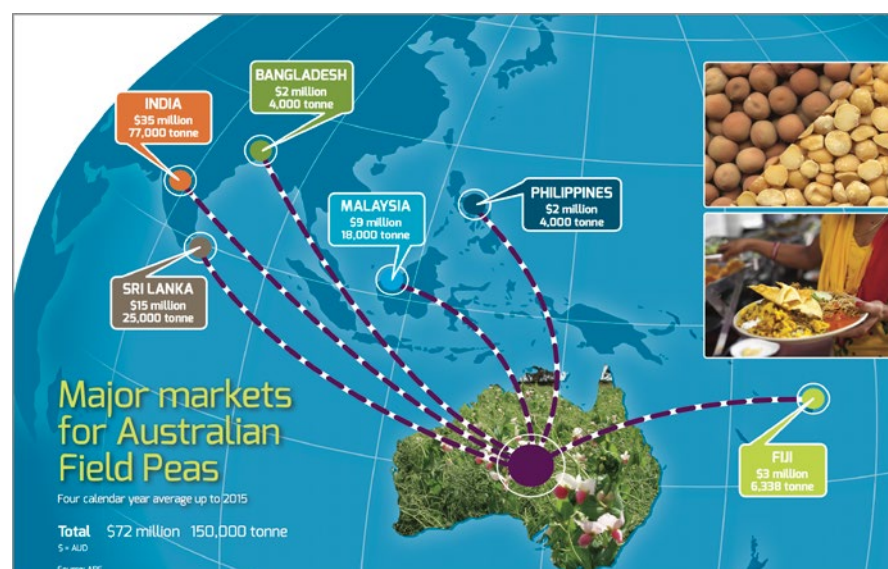 BANGLADESH
$2 million
4,000 tonne
INDIA
$35 million
77,000 tonne
MALAYSIA
$9 million
18,000 tonne
PHILIPPINES
$2 million
4,000 tonne
SRI LANKA
$15 million
25,000 tonne
FIJI
$3 million
6,338 tonne
Major markets
for Australian
Field Peas
Four calendar year average up to 2015
Total $72 million 150,000 tonne
$ = AUD